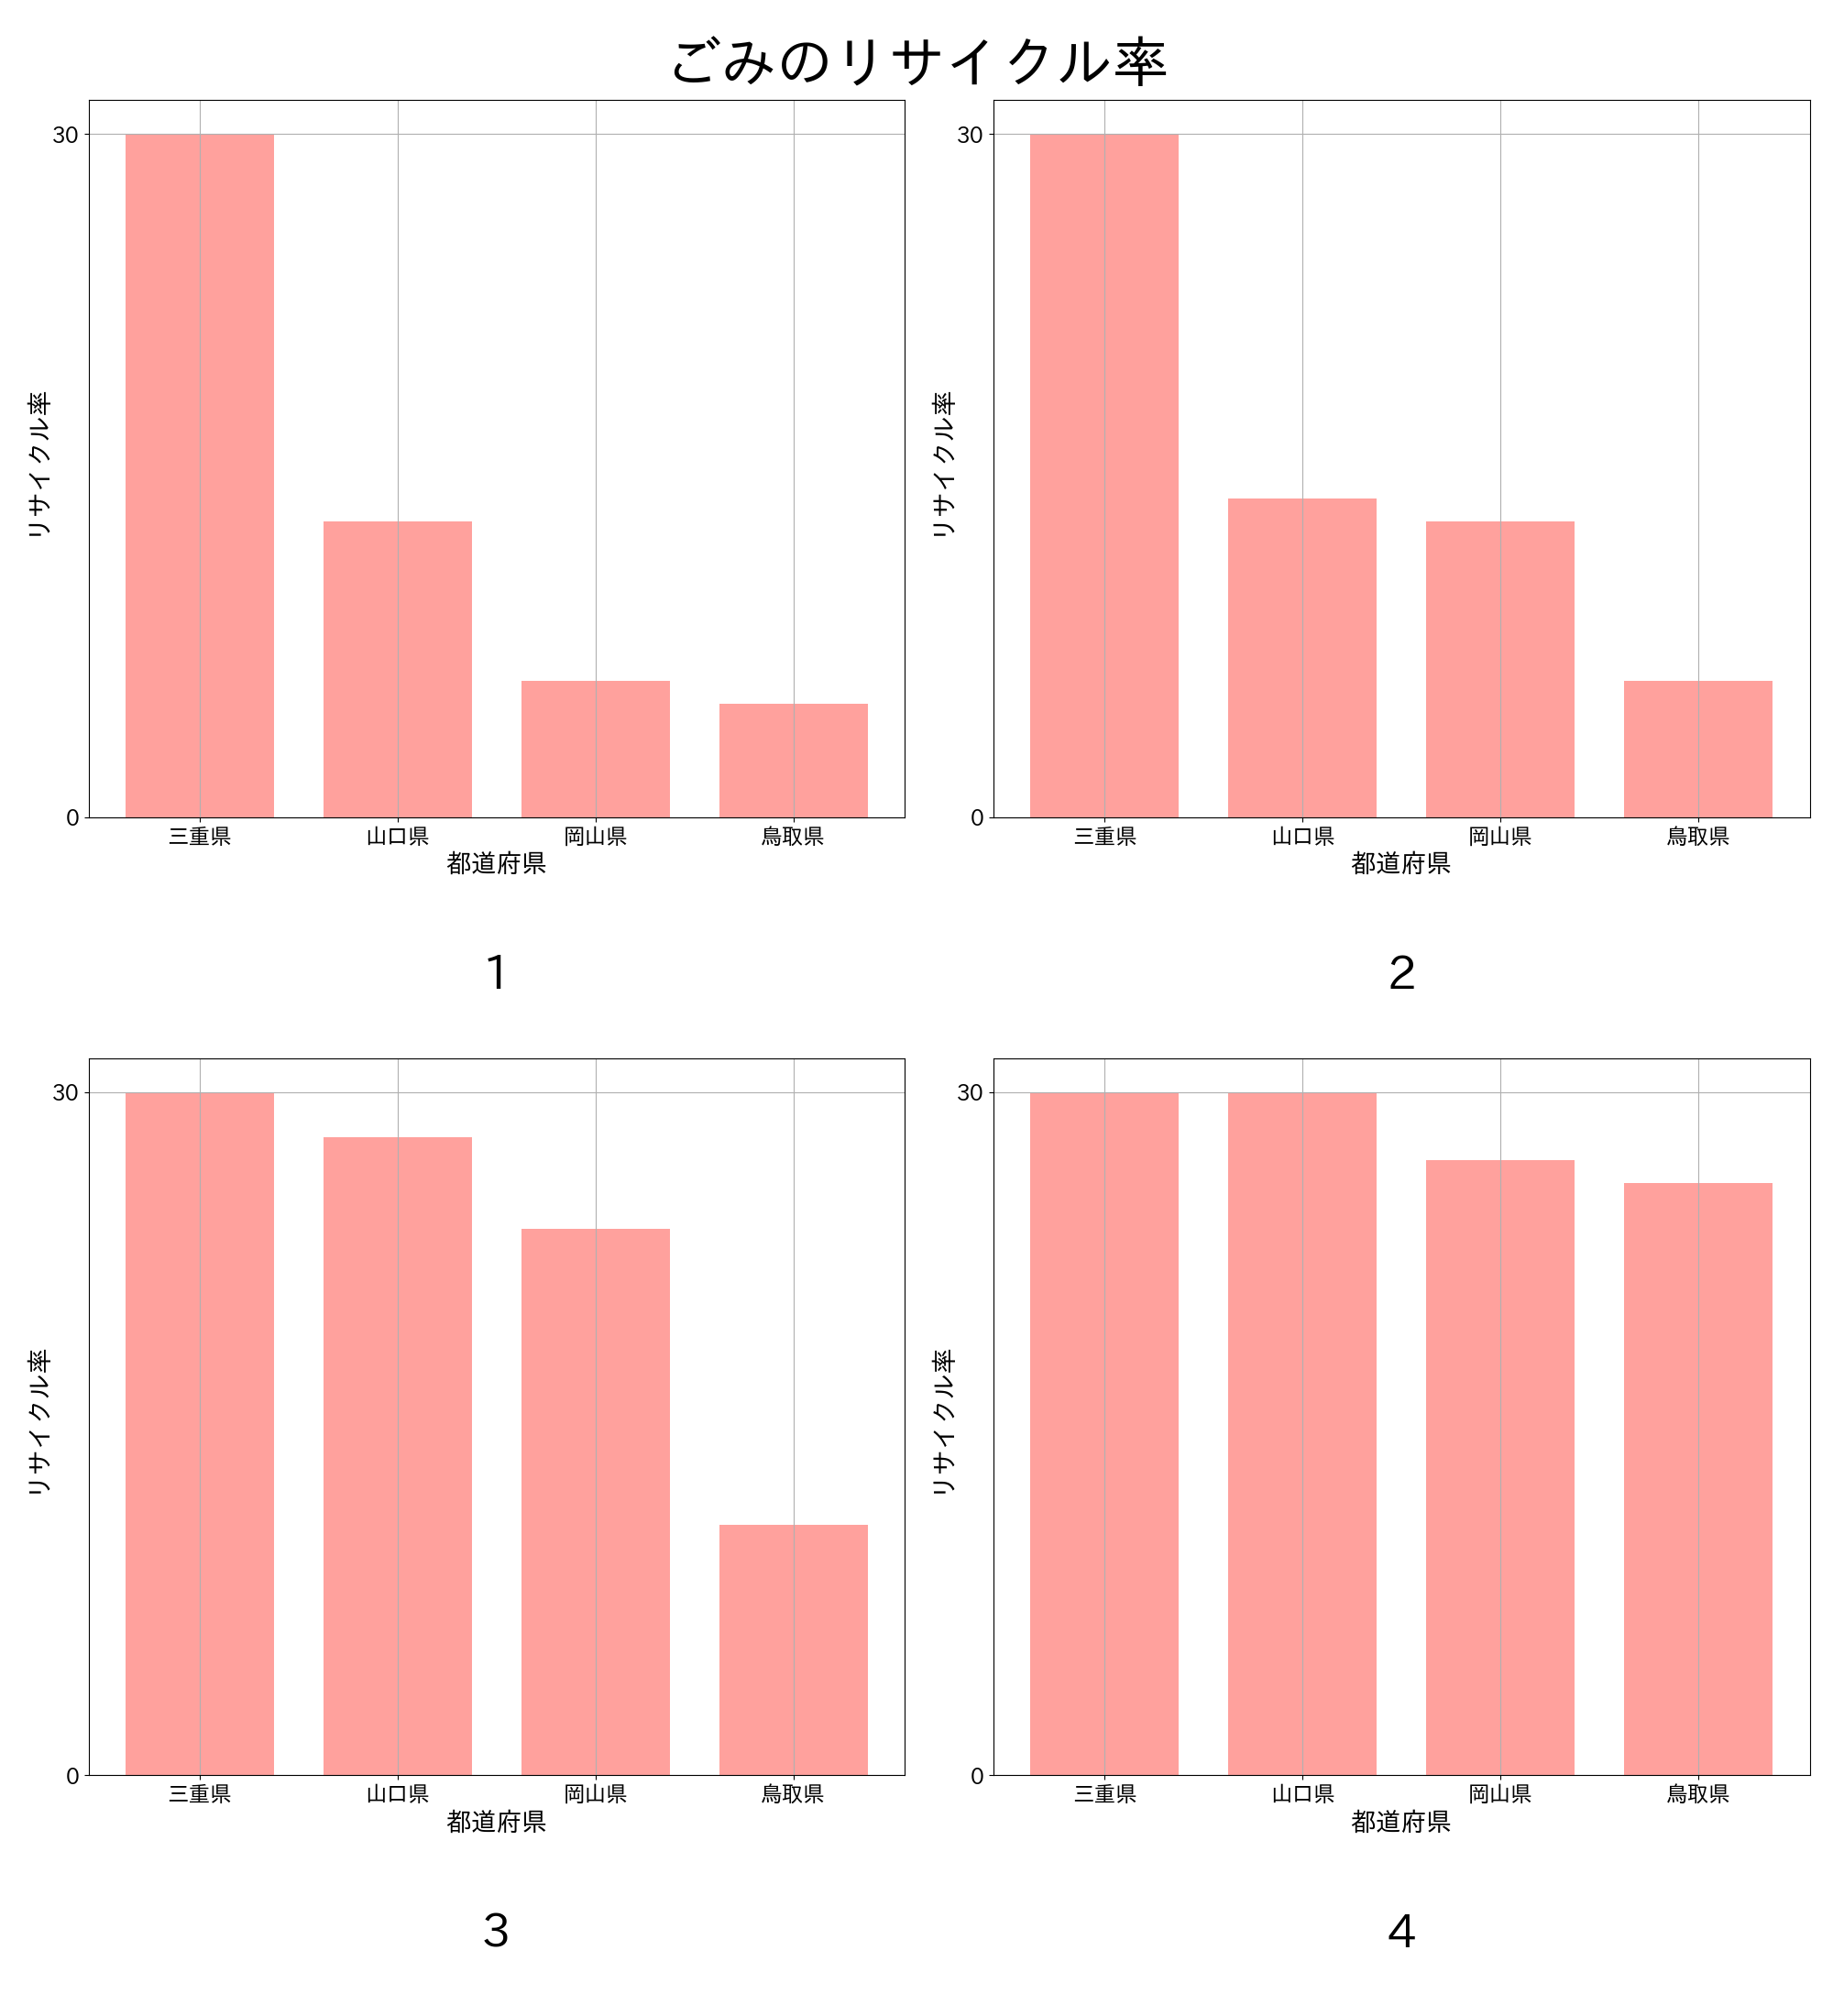 ごみのリサイクル率
30
0
リサイクル率
三重県 山口県 岡山県 鳥取県
都道府県
1
30
0
リサイクル率
三重県 山口県 岡山県 鳥取県
都道府県
2
30
0
リサイクル率
三重県 山口県 岡山県 鳥取県
都道府県
3
30
0
リサイクル率
三重県 山口県 岡山県 鳥取県
都道府県
4